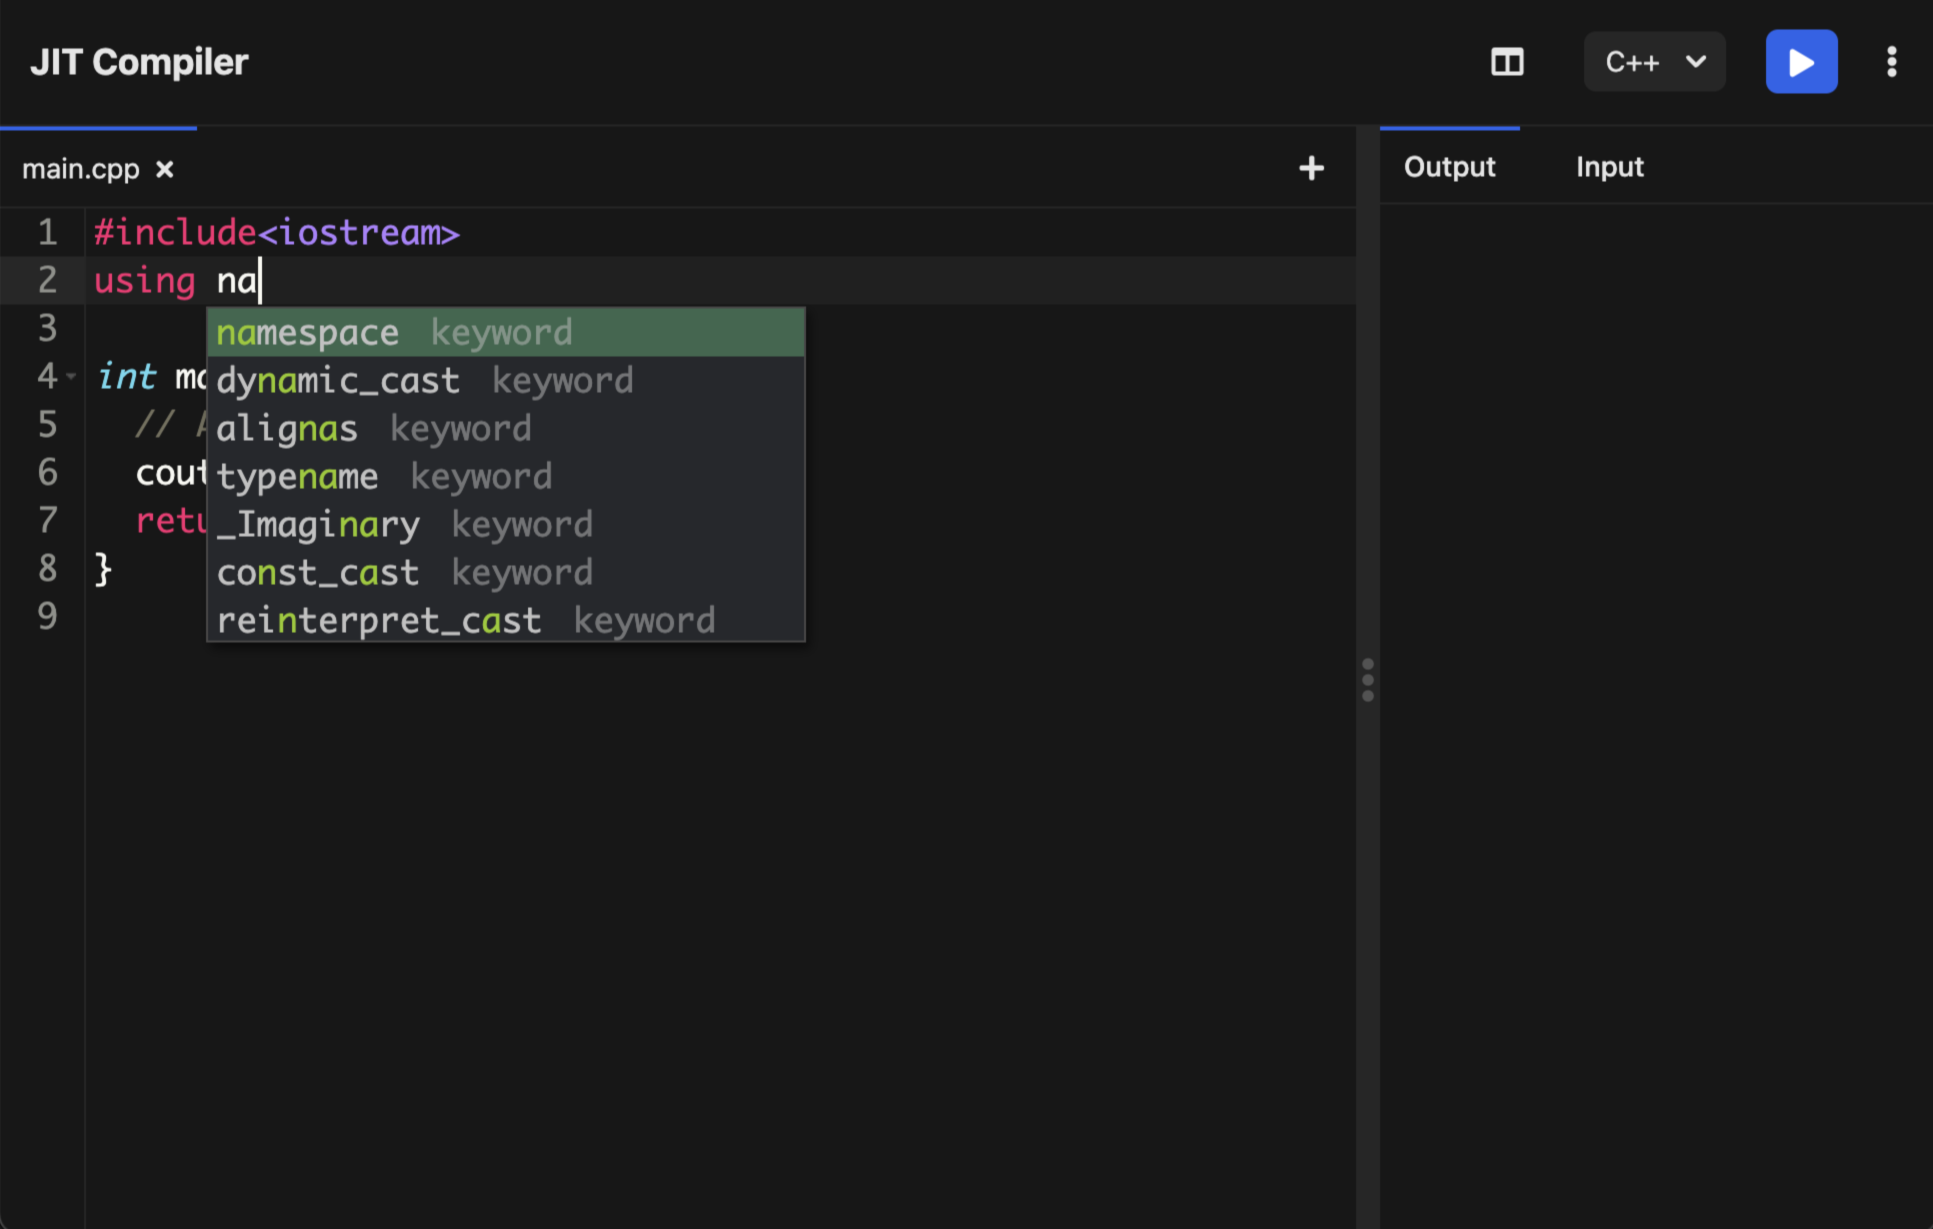 JIT Compiler
C++
main.cpp ×
+
Output Input
1 #include<iostream>
2 using na
namespace keyword
3
dynamic_cast keyword
4 int ma
alignas keyword
5 //
typename keyword
6 cout
_Imaginary keyword
7 retu
const_cast keyword
8 }
reinterpret_cast keyword
9